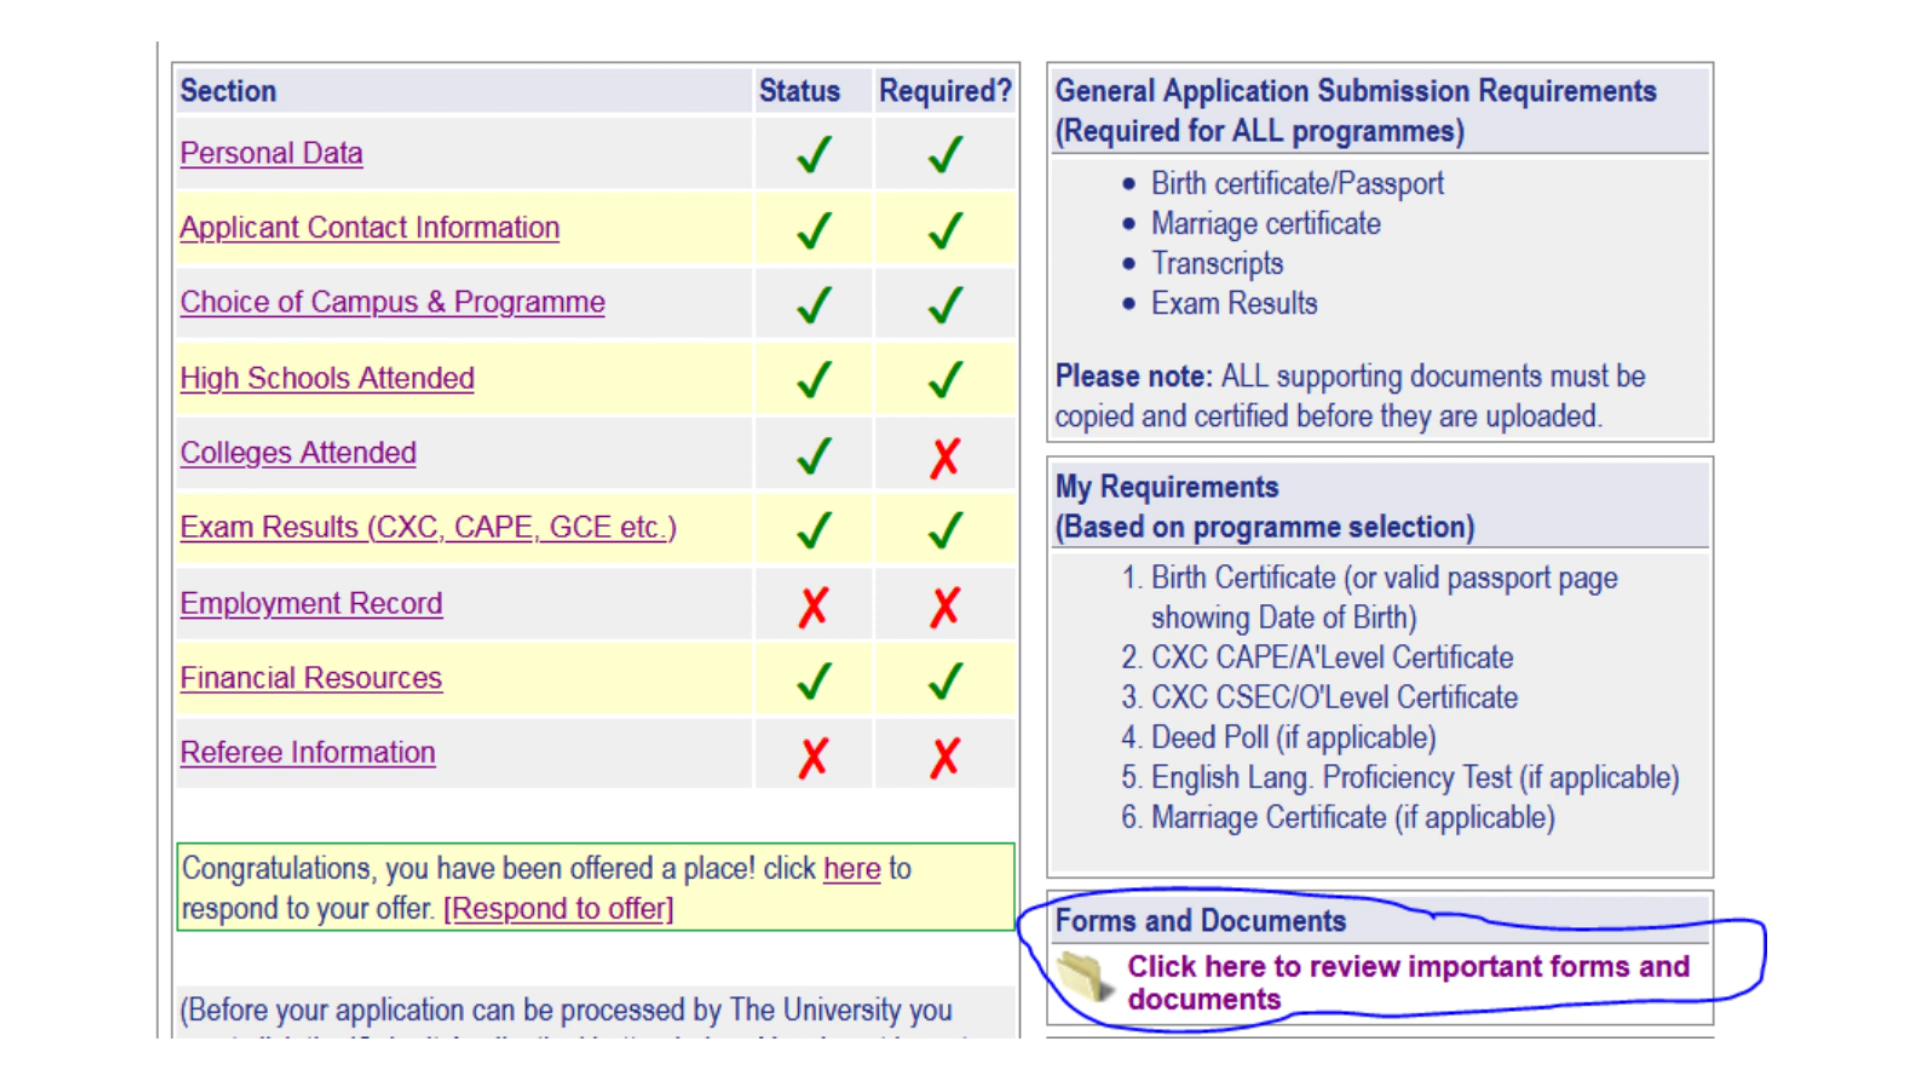 Section Status Required?
Personal Data
Applicant Contact Information
Choice of Campus & Programme
High Schools Attended
Colleges Attended
Exam Results (CXC, CAPE, GCE etc.)
Employment Record
Financial Resources
Referee Information
Congratulations, you have been offered a place! click here to
respond to your offer. [Respond to offer]
(Before your application can be processed by The University you
General Application Submission Requirements
(Required for ALL programmes)
• Birth certificate/Passport
• Marriage certificate
• Transcripts
• Exam Results
Please note: ALL supporting documents must be
copied and certified before they are uploaded.
My Requirements
(Based on programme selection)
1. Birth Certificate (or valid passport page
showing Date of Birth)
2. CXC CAPE/A'Level Certificate
3. CXC CSEC/O'Level Certificate
4. Deed Poll (if applicable)
5. English Lang. Proficiency Test (if applicable)
6. Marriage Certificate (if applicable)
Forms and Documents
Click here to review important forms and
documents